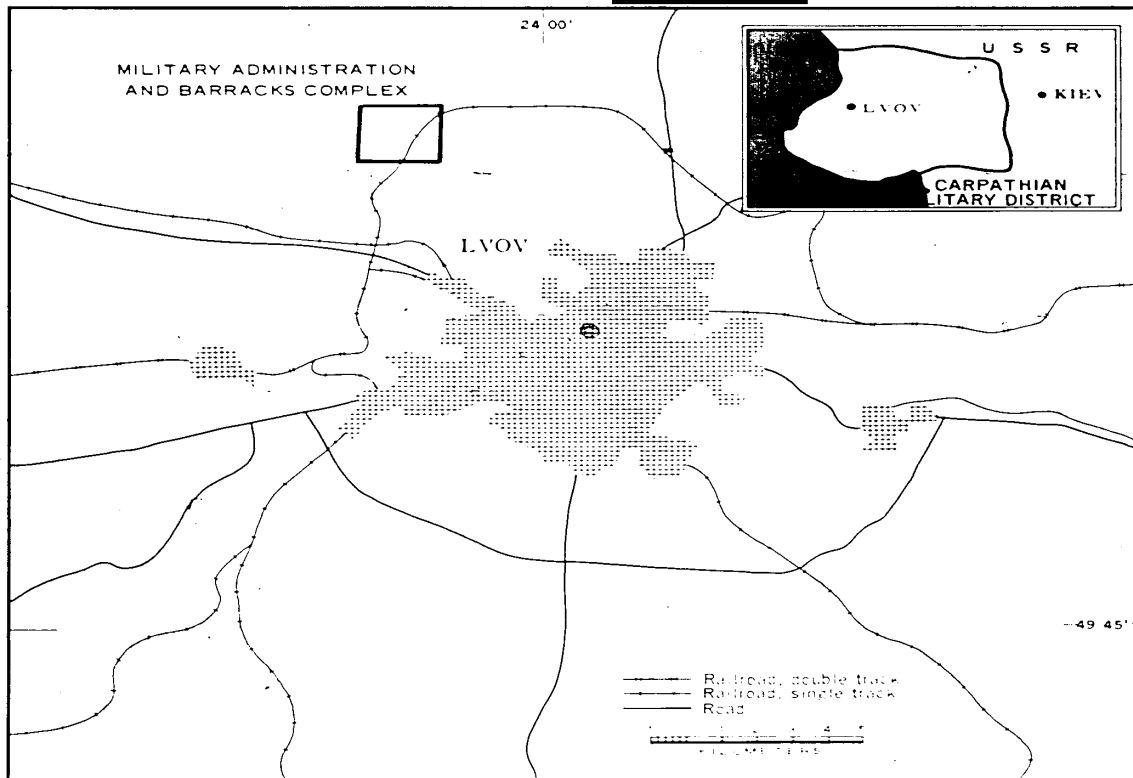 24 00'
MILITARY ADMINISTRATION
AND BARRACKS COMPLEX
U S S R
LVOV
KIEV
CARPATHIAN
LITARY DISTRICT
LVOV
49 45'
Railroad, double track
Railroad, single track
Road
KILOMETERS